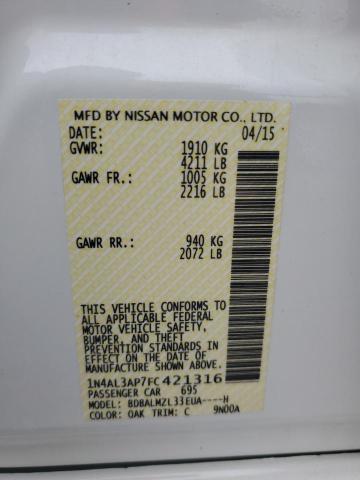 MFD BY NISSAN MOTOR CO., LTD.
DATE: 04/15
GVWR: 1910 KG
4211 LB
GAWR FR.: 1005 KG
2216 LB
GAWR RR.: 940 KG
2072 LB
THIS VEHICLE CONFORMS TO
ALL APPLICABLE FEDERAL
MOTOR VEHICLE SAFETY,
BUMPER, AND THEFT
PREVENTION STANDARDS IN
EFFECT ON THE DATE OF
MANUFACTURE SHOWN ABOVE.
1N4AL3AP7FC421316
PASSENGER CAR 695
MODEL: BDBALMZL33EUA----H
COLOR: QAK TRIM: C 9N00A